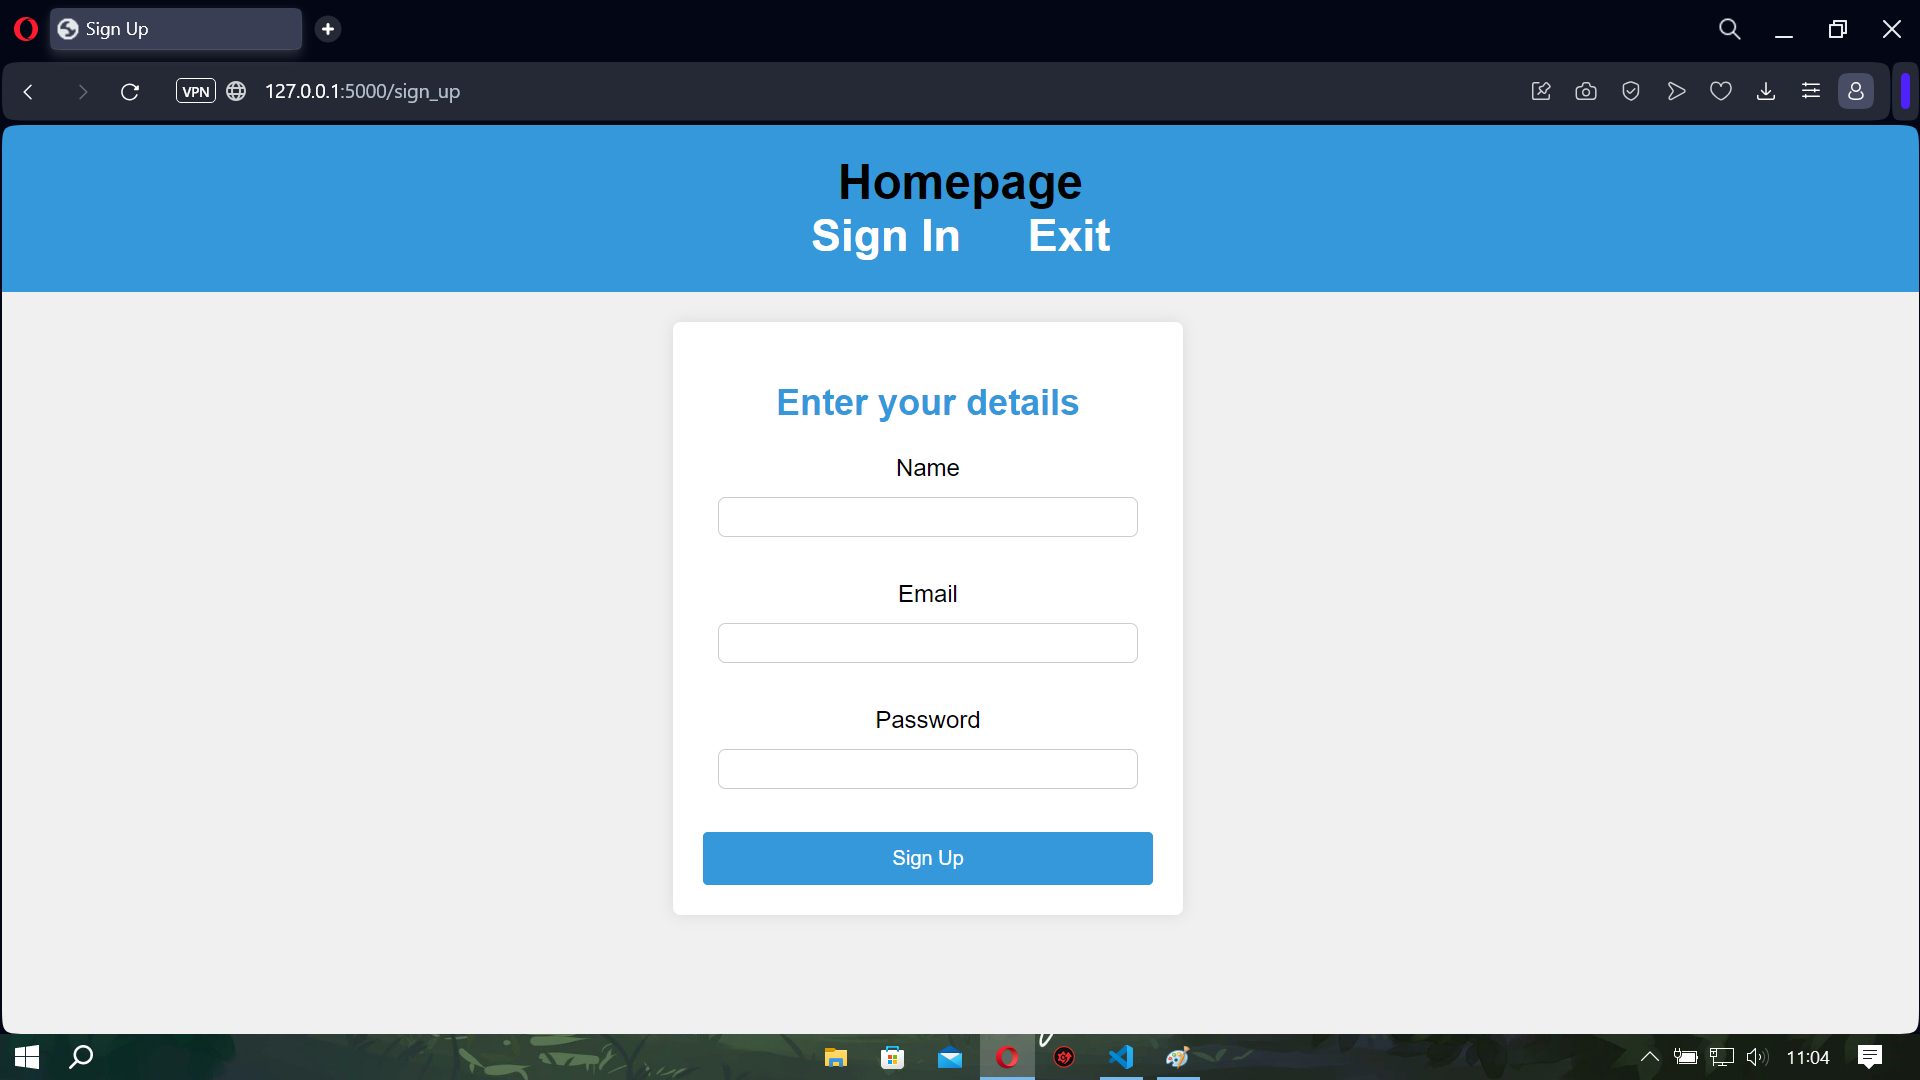 Sign Up
VPN 127.0.0.1:5000/sign_up
Homepage
Sign In Exit
Enter your details
Name
Email
Password
Sign Up
11:04